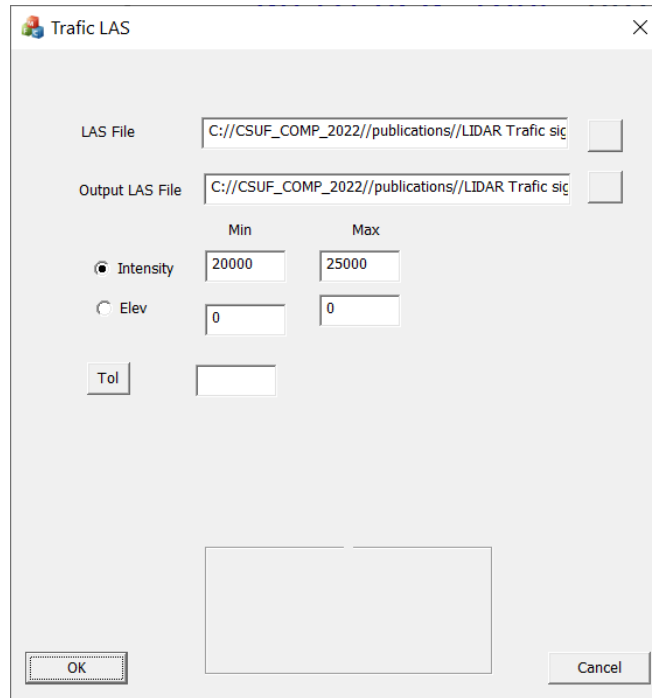 Trafic LAS
LAS File C://CSUF_COMP_2022//publications//LIDAR Trafic sig
Output LAS File C://CSUF_COMP_2022//publications//LIDAR Trafic sig
Min Max
Intensity 20000 25000
Elev 0 0
Tol
OK Cancel